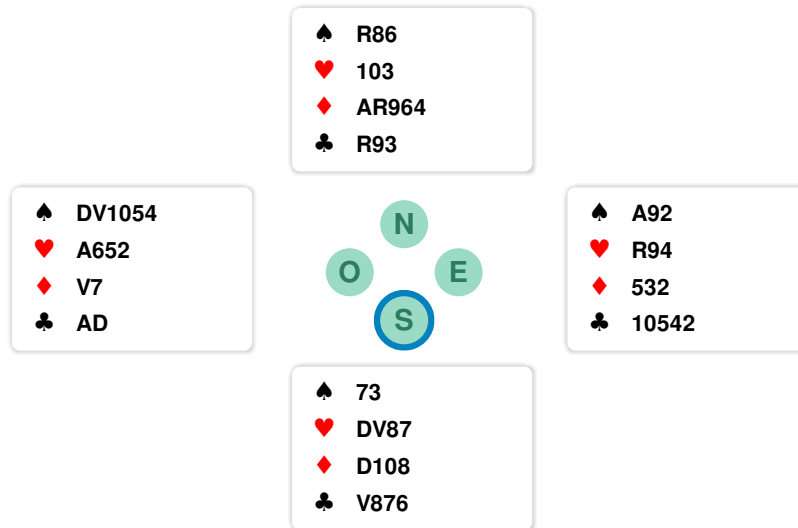 ♠ R86
♥ 103
♦ AR964
♣ R93
♠ DV1054
♥ A652
♦ V7
♣ AD
N
O E
S
♠ A92
♥ R94
♦ 532
♣ 10542
♠ 73
♥ DV87
♦ D108
♣ V876